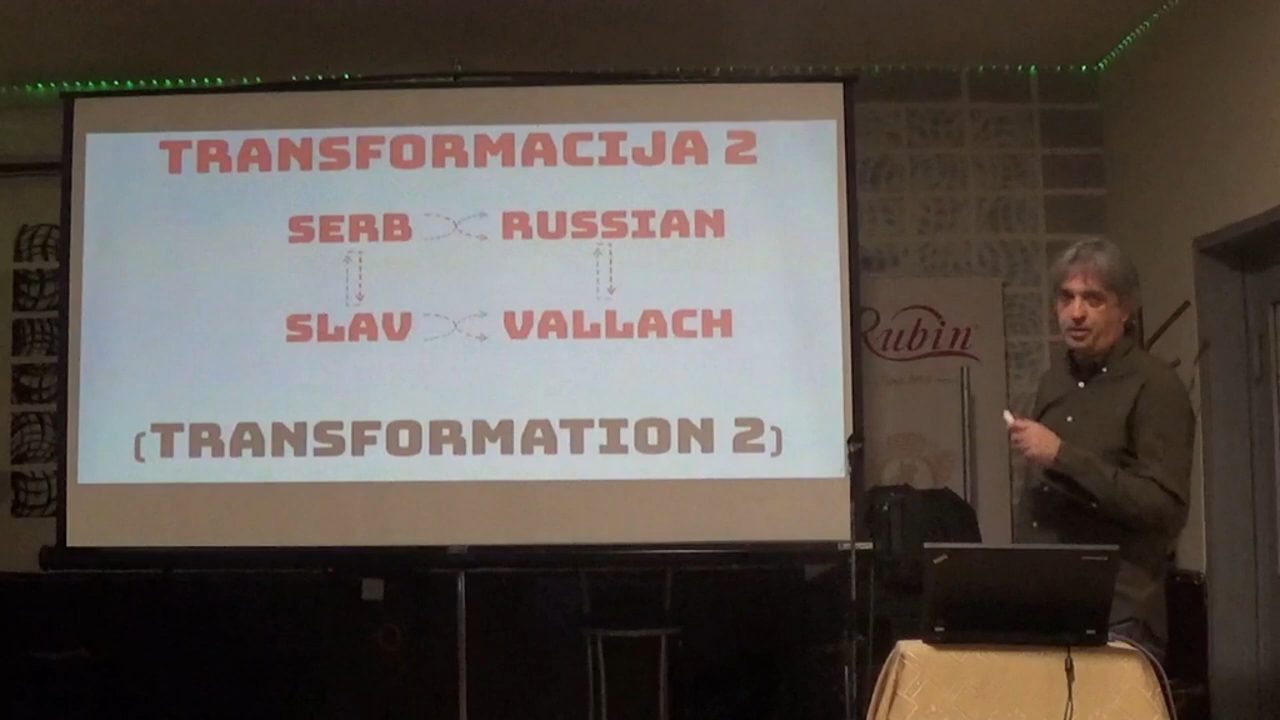 TRANSFORMACIJA 2
SERB RUSSIAN
SLAV VALLACH
(TRANSFORMATION 2)
Rubin